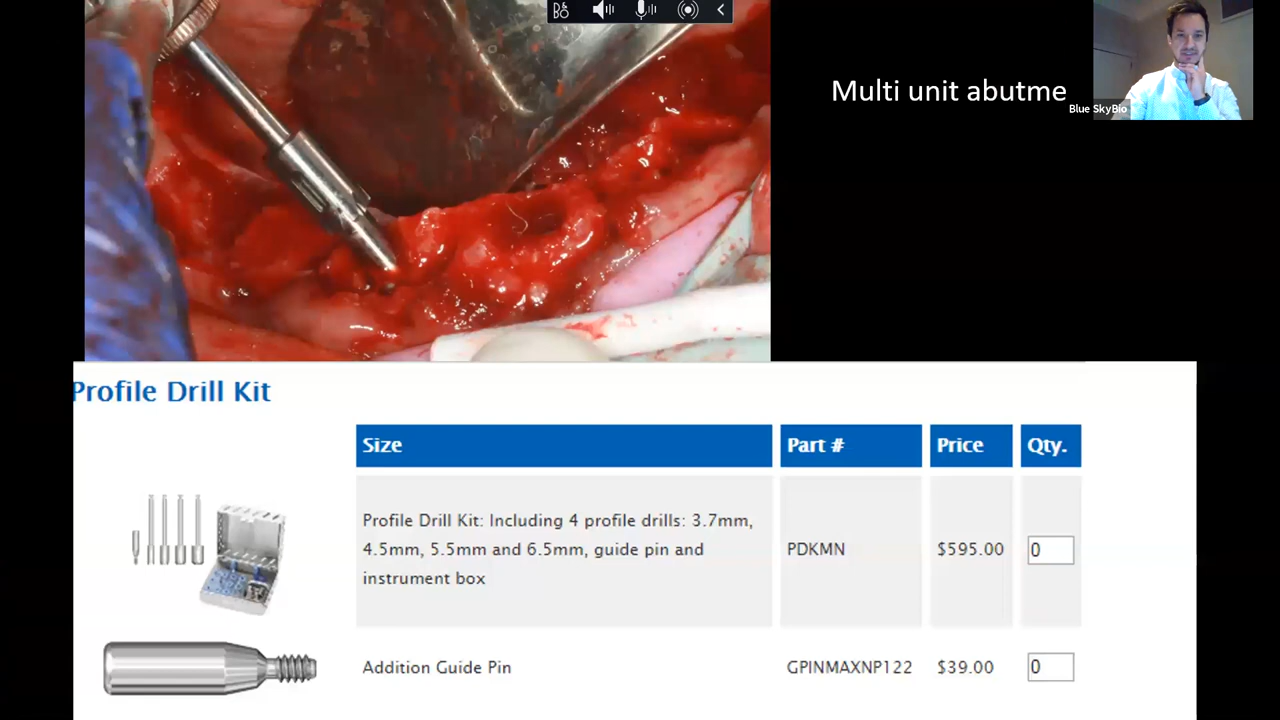 Multi unit abutme
Blue SkyBio
Profile Drill Kit
Size Part # Price Qty.
Profile Drill Kit: Including 4 profile drills: 3.7mm,
4.5mm, 5.5mm and 6.5mm, guide pin and
instrument box
PDKMN $595.00 0
Addition Guide Pin GPINMAXNP122 $39.00 0